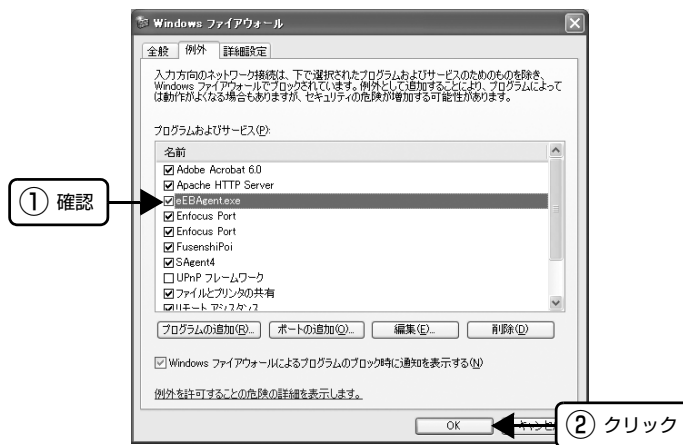 Windows ファイアウォール
全般 例外 詳細設定
入力方向のネットワーク接続は、下で選択されたプログラムおよびサービスのためのものを除き、
Windows ファイアウォールでブロックされています。例外として追加することにより、プログラムによって
は動作がよくなる場合もありますが、セキュリティの危険が増加する可能性があります。
プログラムおよびサービス(P):
名前
Adobe Acrobat 6.0
Apache HTTP Server
① 確認
eEBAgent.exe
Enfocus Port
Enfocus Port
FusenshiPoi
SAgent4
UPnP フレームワーク
ファイルとプリンタの共有
リモート アシスタンス
プログラムの追加(R)... ポートの追加(O)... 編集(E)... 削除(D)
Windows ファイアウォールによるプログラムのブロック時に通知を表示する(N)
例外を許可することの危険の詳細を表示します。
OK
② クリック